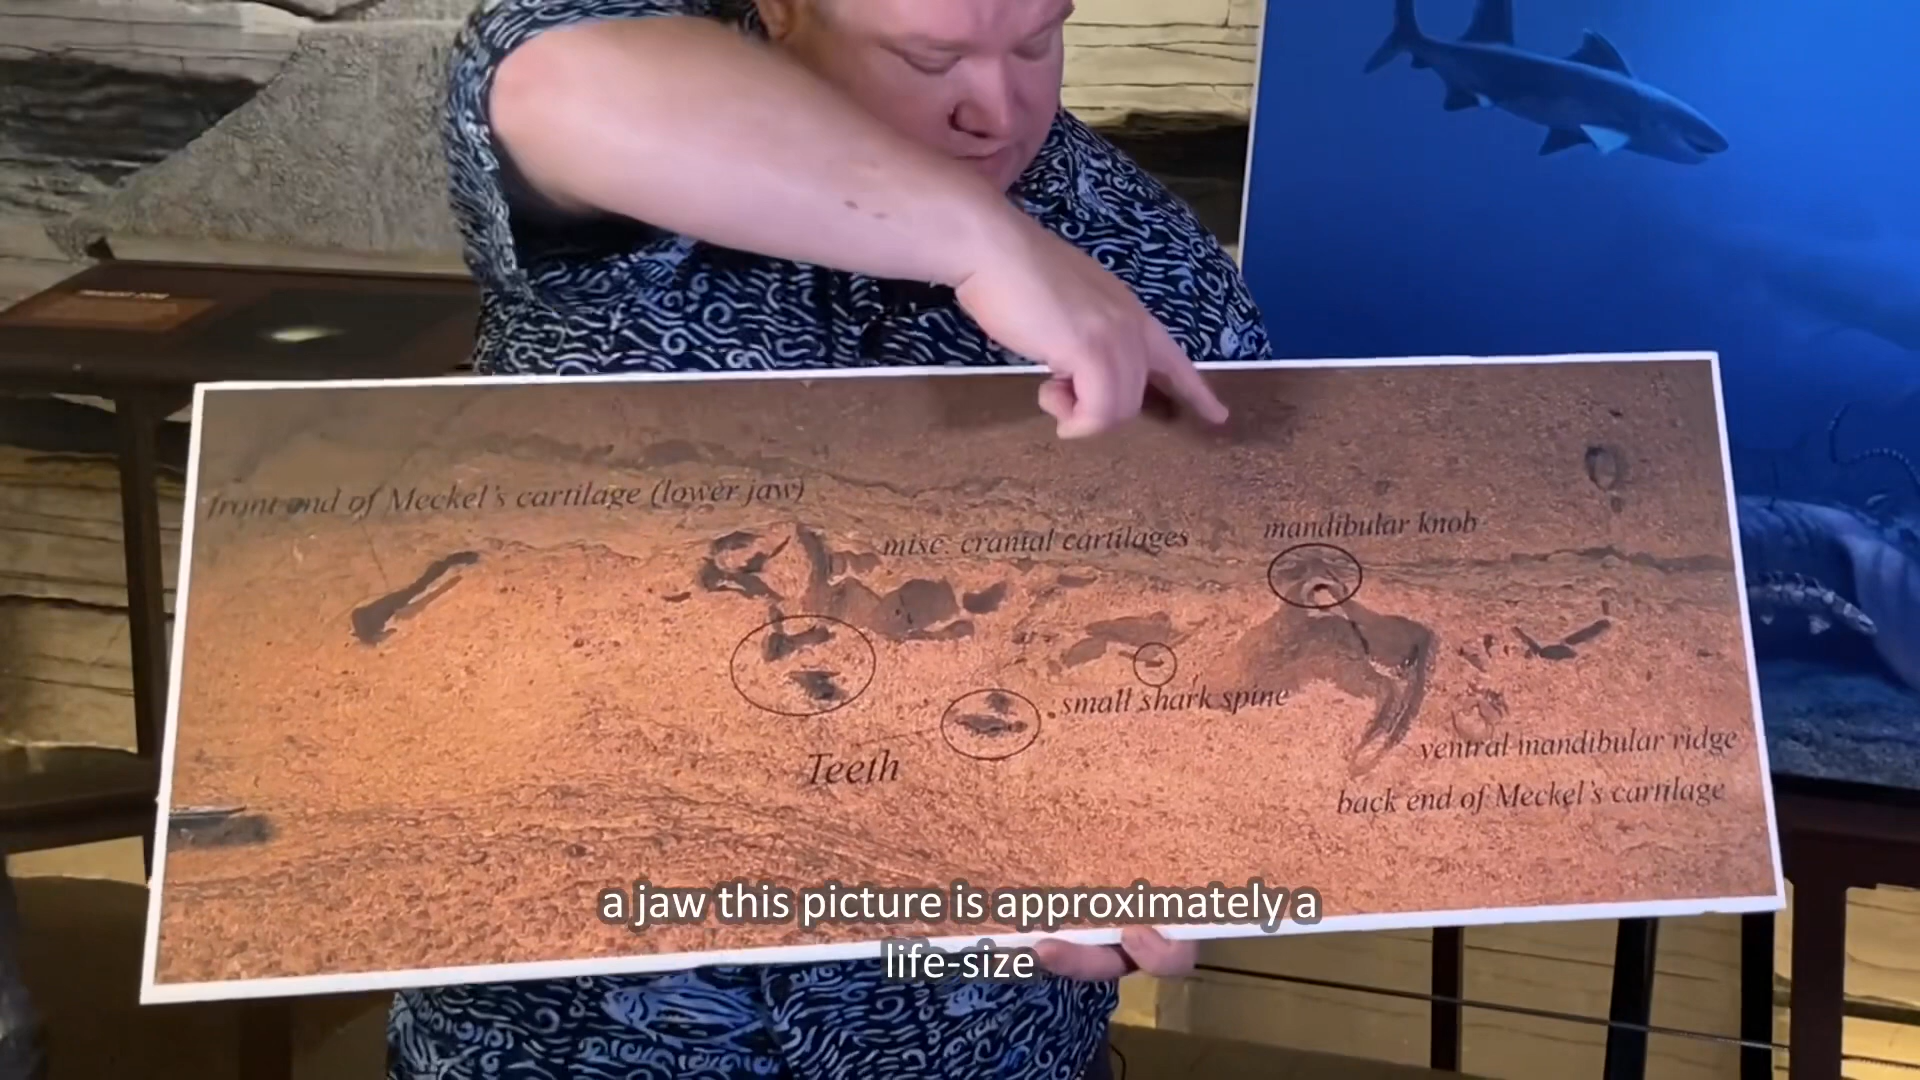 front end of Meckel's cartilage (lower jaw)
misc. cranial cartilages
mandibular knob
small shark spine
Teeth
ventral mandibular ridge
back end of Meckel's cartilage
a jaw this picture is approximately a
life-size